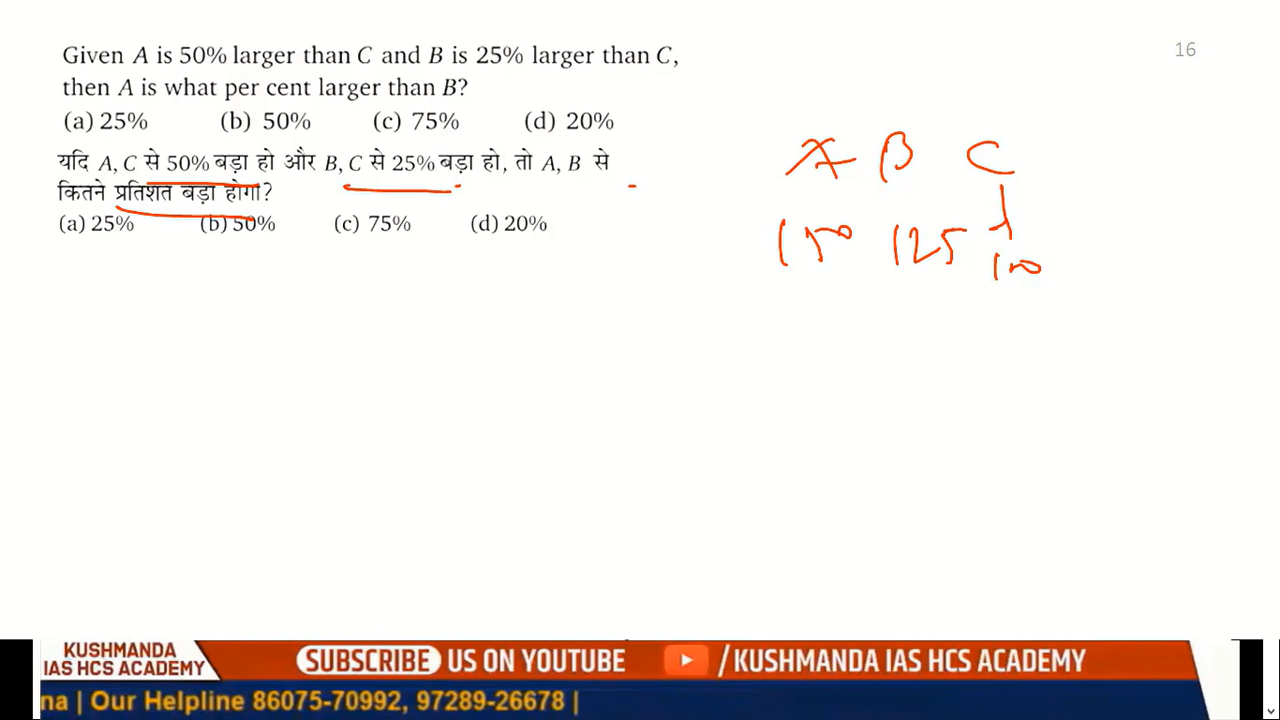 16
Given A is 50% larger than C and B is 25% larger than C,
then A is what per cent larger than B?
(a) 25% (b) 50% (c) 75% (d) 20%
यदि A, C से 50% बड़ा हो और B, C से 25% बड़ा हो, तो A, B से
कितने प्रतिशत बड़ा होगा?
(a) 25% (b) 50% (c) 75% (d) 20%
A B C
150 125 100
KUSHMANDA
IAS HCS ACADEMY
SUBSCRIBE US ON YOUTUBE /KUSHMANDA IAS HCS ACADEMY
na | Our Helpline 86075-70992, 97289-26678 |